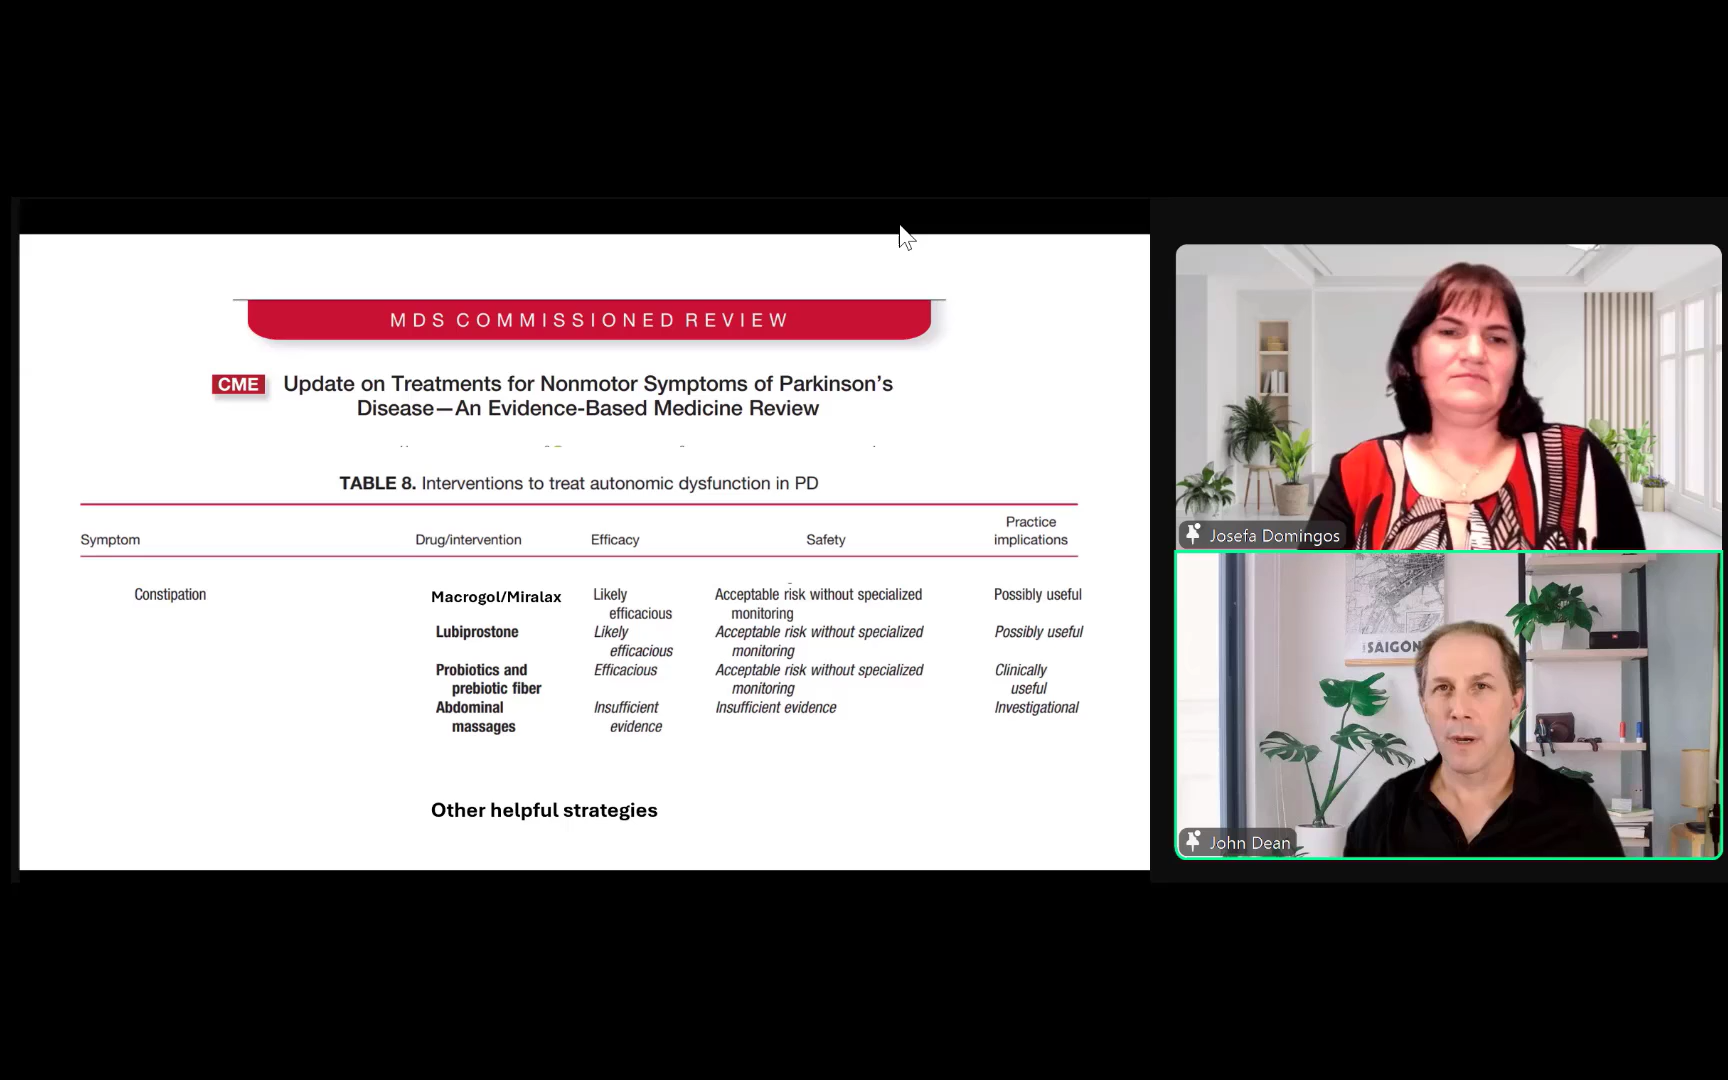 MDS COMMISSIONED REVIEW
CME
Update on Treatments for Nonmotor Symptoms of Parkinson's
Disease—An Evidence-Based Medicine Review
TABLE 8. Interventions to treat autonomic dysfunction in PD
Symptom Drug/intervention Efficacy Safety Practice implications
Constipation Macrogol/Miralax Likely efficacious Acceptable risk without specialized monitoring Possibly useful
Lubiprostone Likely efficacious Acceptable risk without specialized monitoring Possibly useful
Probiotics and prebiotic fiber Efficacious Acceptable risk without specialized monitoring Clinically useful
Abdominal massages Insufficient evidence Insufficient evidence Investigational
Other helpful strategies
Josefa Domingos
SAIGON
John Dean